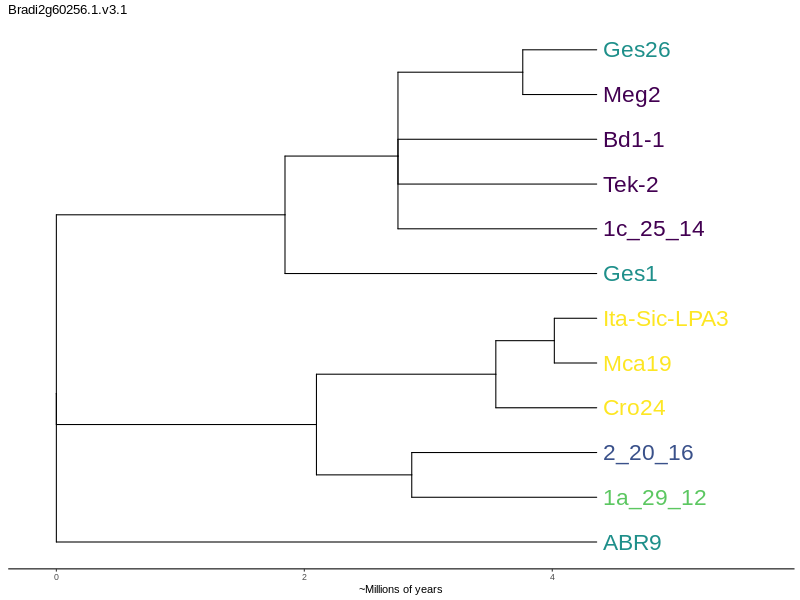 Bradi2g60256.1.v3.1
Ges26
Meg2
Bd1-1
Tek-2
1c_25_14
Ges1
Ita-Sic-LPA3
Mca19
Cro24
2_20_16
1a_29_12
ABR9
0 2 4
~Millions of years